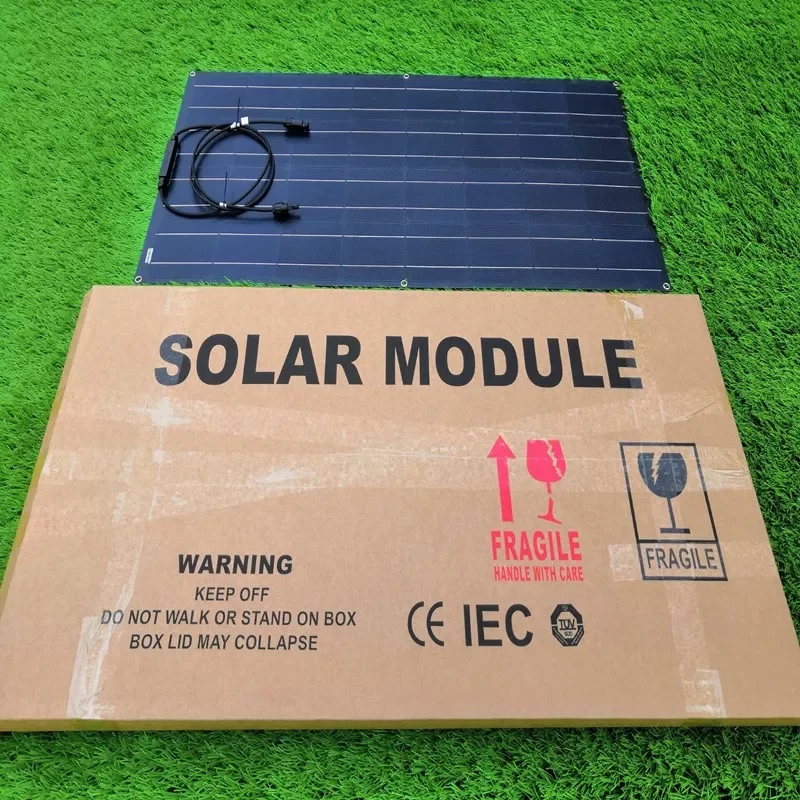 SOLAR MODULE
FRAGILE
HANDLE WITH CARE
FRAGILE
WARNING
KEEP OFF
DO NOT WALK OR STAND ON BOX
BOX LID MAY COLLAPSE
CE IEC
TÜV